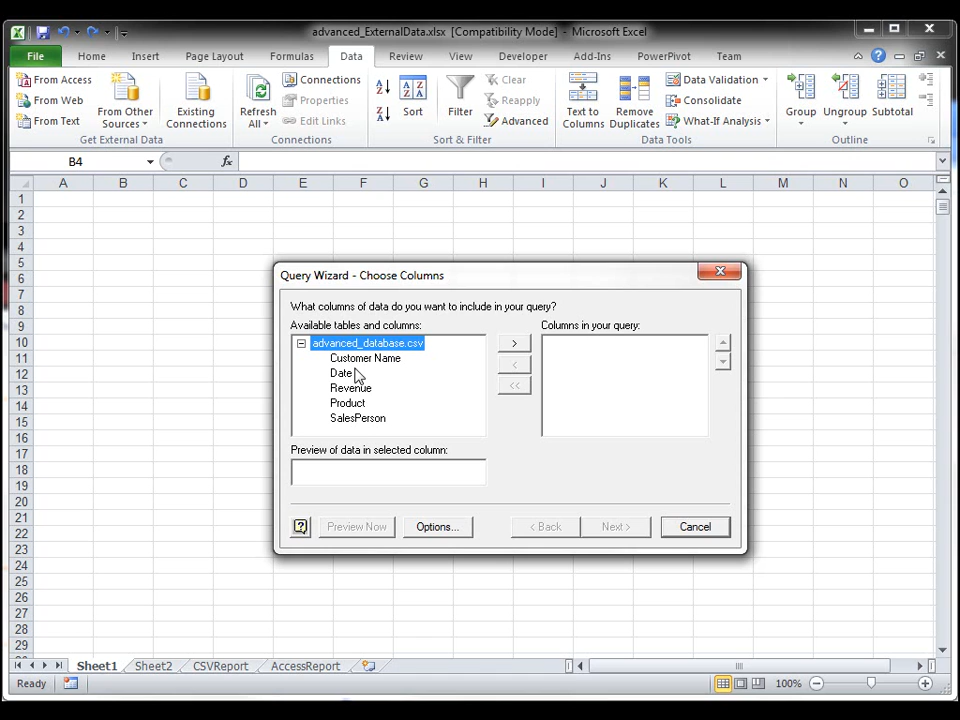 advanced_ExternalData.xlsx [Compatibility Mode] - Microsoft Excel
File Home Insert Page Layout Formulas Data Review View Developer Add-Ins PowerPivot Team
From Access
From Web
From Text
From Other Sources
Existing Connections
Get External Data
Refresh All
Connections
Properties
Edit Links
Connections
Sort
Filter
Clear
Reapply
Advanced
Sort & Filter
Text to Columns
Remove Duplicates
Data Validation
Consolidate
What-If Analysis
Data Tools
Group
Ungroup
Subtotal
Outline
B4
fx
A B C D E F G H I J K L M N O
1
2
3
4
5
6
7
8
9
10
11
12
13
14
15
16
17
18
19
20
21
22
23
24
25
26
27
28
29
Query Wizard - Choose Columns
What columns of data do you want to include in your query?
Available tables and columns:
Columns in your query:
advanced_database.csv
Customer Name
Date
Revenue
Product
SalesPerson
>
<
<<
Preview of data in selected column:
Preview Now
Options...
< Back
Next >
Cancel
Sheet1 Sheet2 CSVReport AccessReport
Ready
100%